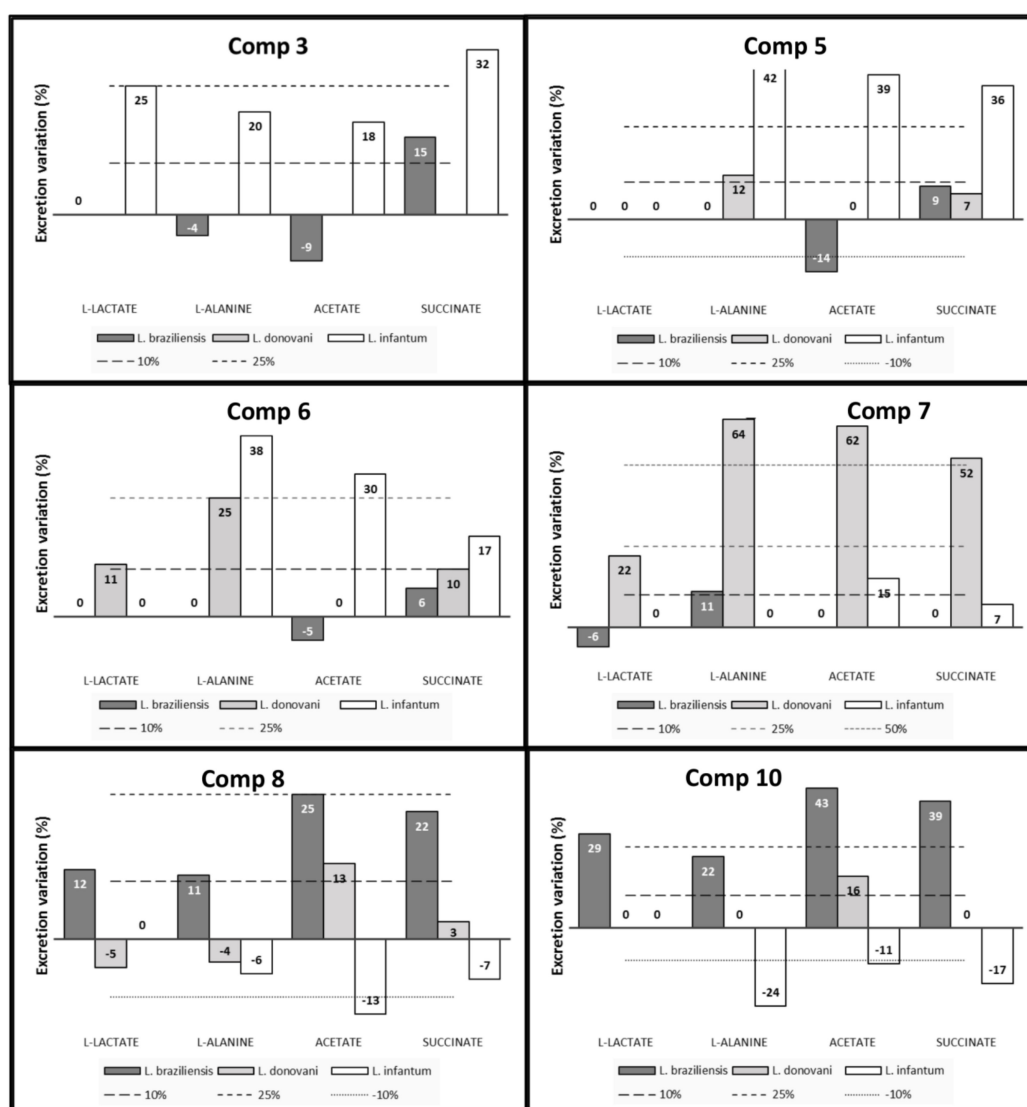 Comp 3
Excretion variation (%)
0 25 -4 20 -9 18 15 32
L-LACTATE L-ALANINE ACETATE SUCCINATE
L. braziliensis L. donovani L. infantum
10% 25%
Comp 5
Excretion variation (%)
0 0 0 0 12 42 -14 0 39 9 7 36
L-LACTATE L-ALANINE ACETATE SUCCINATE
L. braziliensis L. donovani L. infantum
10% 25% -10%
Comp 6
Excretion variation (%)
0 11 0 0 25 38 -5 0 30 6 10 17
L-LACTATE L-ALANINE ACETATE SUCCINATE
L. braziliensis L. donovani L. infantum
10% 25%
Comp 7
Excretion variation (%)
-6 22 0 11 64 0 0 62 15 0 52 7
L-LACTATE L-ALANINE ACETATE SUCCINATE
L. braziliensis L. donovani L. infantum
10% 25% 50%
Comp 8
Excretion variation (%)
12 -5 0 11 -4 -6 25 13 -13 22 3 -7
L-LACTATE L-ALANINE ACETATE SUCCINATE
L. braziliensis L. donovani L. infantum
10% 25% -10%
Comp 10
Excretion variation (%)
29 0 0 22 0 -24 43 16 -11 39 0 -17
L-LACTATE L-ALANINE ACETATE SUCCINATE
L. braziliensis L. donovani L. infantum
10% 25% -10%